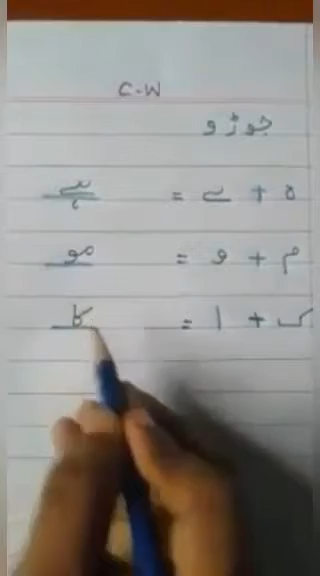 C.W
جوڑو
ہ + ے = ہے
م + و = مو
ک + ا = کا